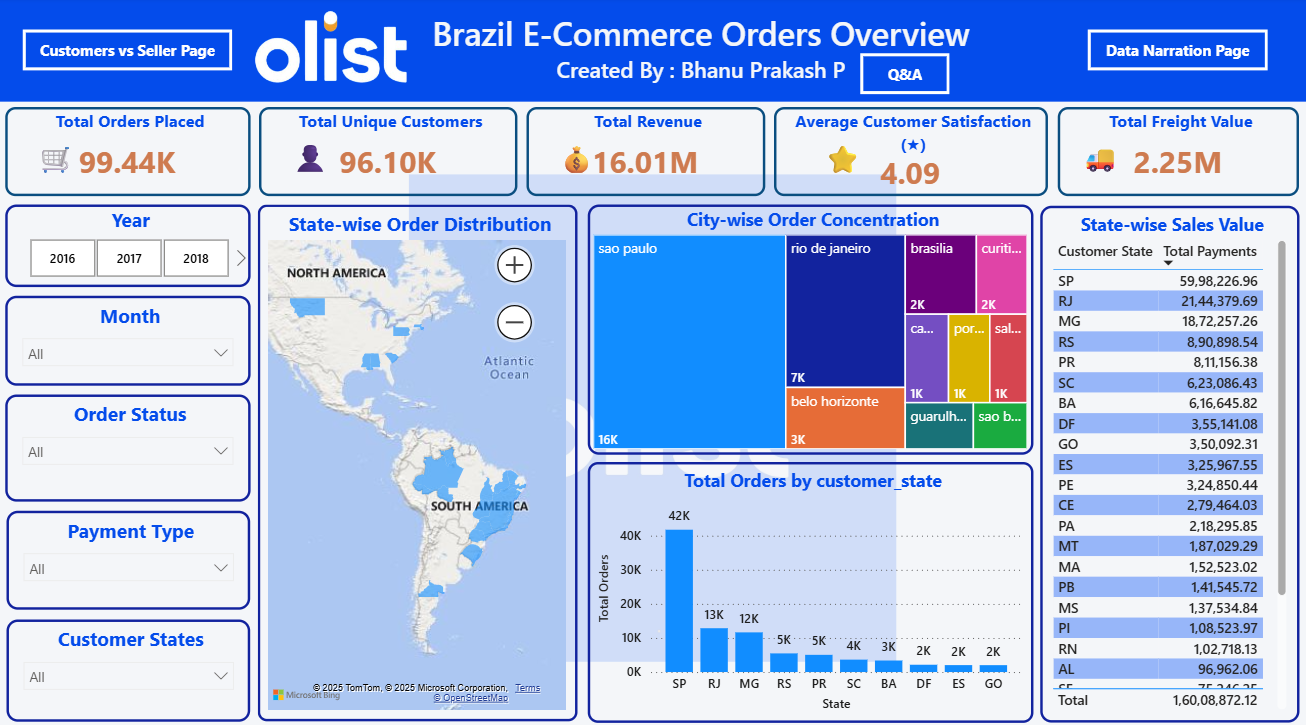 Customers vs Seller Page
olist
Brazil E-Commerce Orders Overview
Created By : Bhanu Prakash P
Q&A
Data Narration Page
Total Orders Placed
99.44K
Total Unique Customers
96.10K
Total Revenue
16.01M
Average Customer Satisfaction
(★)
4.09
Total Freight Value
2.25M
Year
2016
2017
2018
Month
All
Order Status
All
Payment Type
All
Customer States
All
State-wise Order Distribution
NORTH AMERICA
Atlantic
Ocean
SOUTH AMERICA
© 2025 TomTom, © 2025 Microsoft Corporation, Terms
Microsoft Bing
© OpenStreetMap
City-wise Order Concentration
sao paulo
16K
rio de janeiro
7K
belo horizonte
3K
brasilia
2K
curiti...
2K
ca...
1K
por...
1K
sal...
1K
guarulh...
sao b...
Total Orders by customer_state
Total Orders
40K
30K
20K
10K
0K
42K
13K
12K
5K
5K
4K
3K
2K
2K
2K
SP RJ MG RS PR SC BA DF ES GO
State
State-wise Sales Value
Customer State Total Payments
SP 59,98,226.96
RJ 21,44,379.69
MG 18,72,257.26
RS 8,90,898.54
PR 8,11,156.38
SC 6,23,086.43
BA 6,16,645.82
DF 3,55,141.08
GO 3,50,092.31
ES 3,25,967.55
PE 3,24,850.44
CE 2,79,464.03
PA 2,18,295.85
MT 1,87,029.29
MA 1,52,523.02
PB 1,41,545.72
MS 1,37,534.84
PI 1,08,523.97
RN 1,02,718.13
AL 96,962.06
Total 1,60,08,872.12